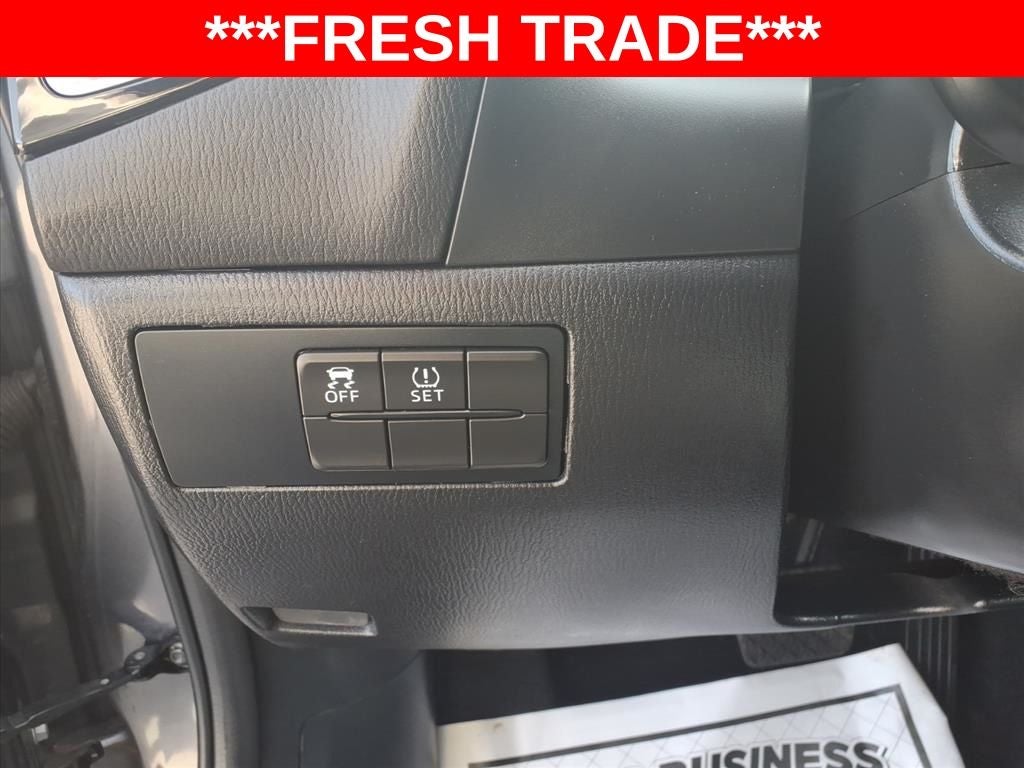 ***FRESH TRADE***
OFF
SET
BUSINESS